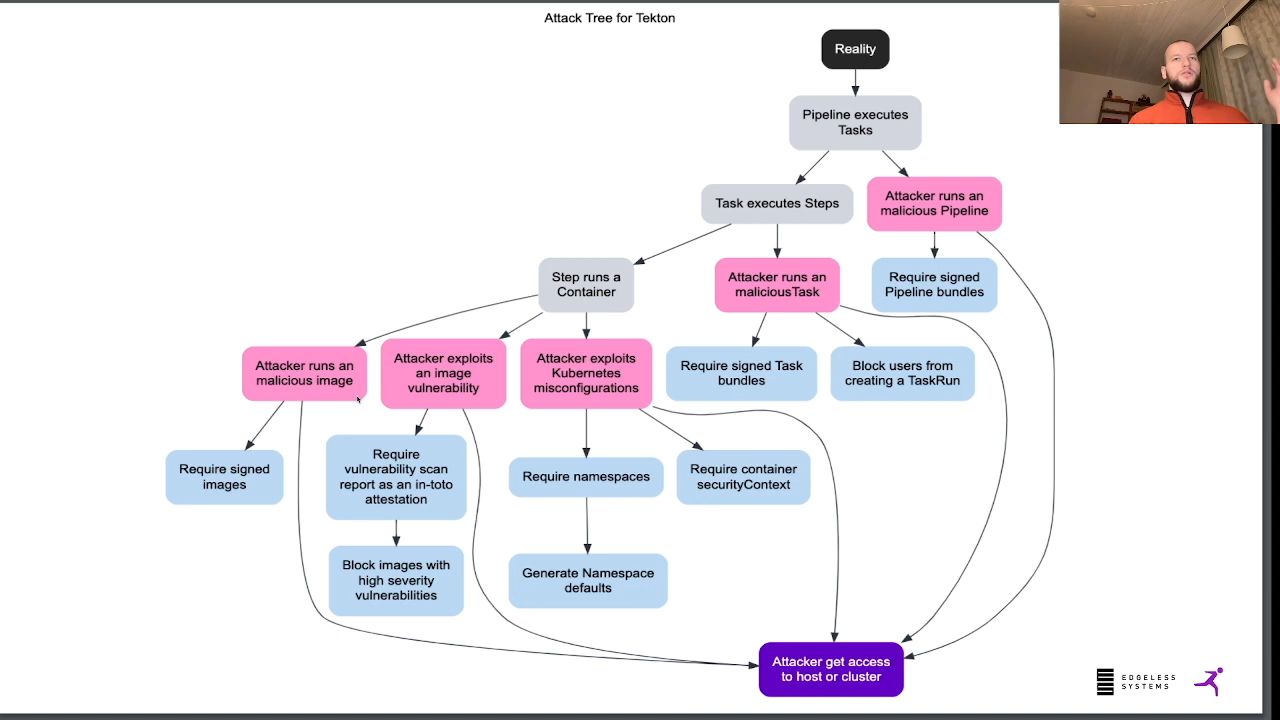 Attack Tree for Tekton
Reality
Pipeline executes
Tasks
Task executes Steps
Attacker runs an
malicious Pipeline
Step runs a
Container
Attacker runs an
maliciousTask
Require signed
Pipeline bundles
Attacker runs an
malicious image
Attacker exploits
an image
vulnerability
Attacker exploits
Kubernetes
misconfigurations
Require signed Task
bundles
Block users from
creating a TaskRun
Require signed
images
Require
vulnerability scan
report as an in-toto
attestation
Require namespaces
Require container
securityContext
Block images with
high severity
vulnerabilities
Generate Namespace
defaults
Attacker get access
to host or cluster
EDGELESS
SYSTEMS